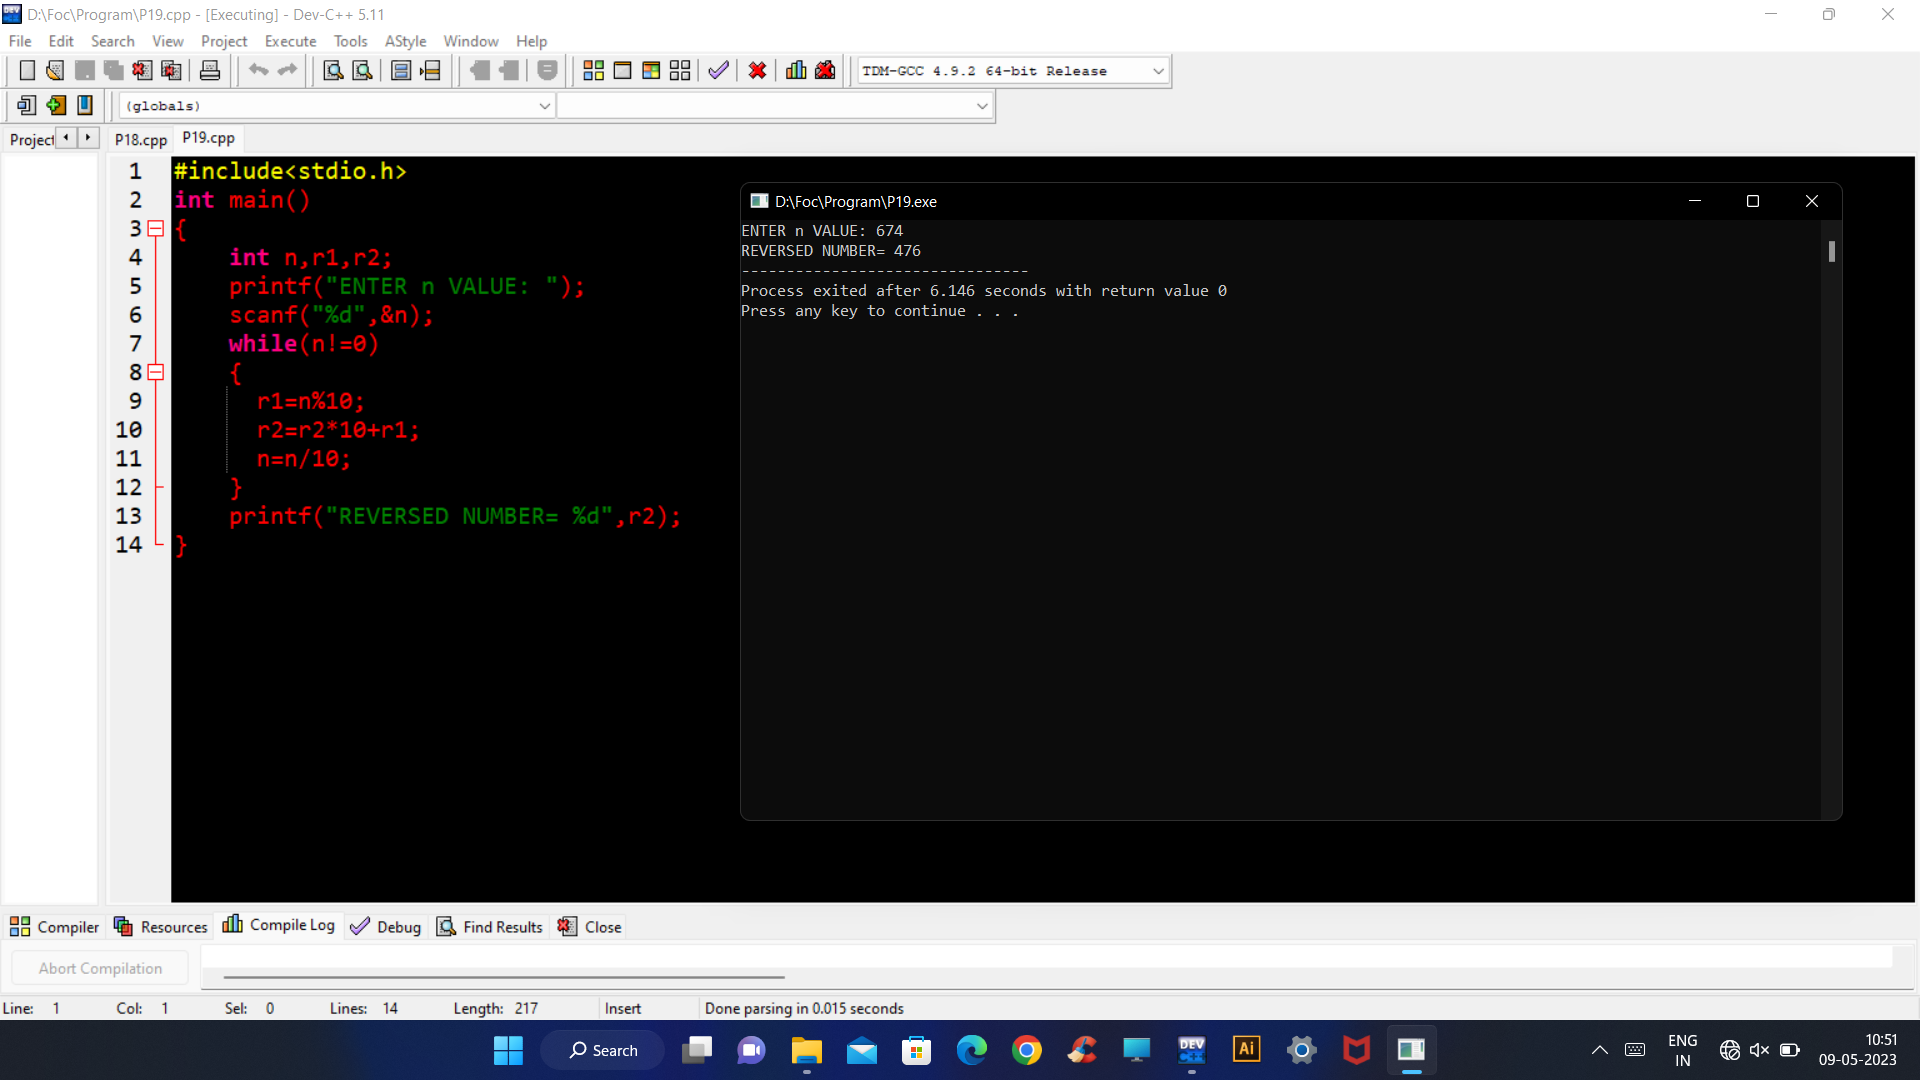 D:\Foc\Program\P19.cpp - [Executing] - Dev-C++ 5.11
File Edit Search View Project Execute Tools AStyle Window Help
TDM-GCC 4.9.2 64-bit Release
(globals)
Project P18.cpp P19.cpp
1 #include<stdio.h>
2 int main()
3 {
4 int n,r1,r2;
5 printf("ENTER n VALUE: ");
6 scanf("%d",&n);
7 while(n!=0)
8 {
9 r1=n%10;
10 r2=r2*10+r1;
11 n=n/10;
12 }
13 printf("REVERSED NUMBER= %d",r2);
14 }
D:\Foc\Program\P19.exe
ENTER n VALUE: 674
REVERSED NUMBER= 476
--------------------------------
Process exited after 6.146 seconds with return value 0
Press any key to continue . . .
Compiler Resources Compile Log Debug Find Results Close
Abort Compilation
Line: 1 Col: 1 Sel: 0 Lines: 14 Length: 217 Insert Done parsing in 0.015 seconds
Search
DEV C++
Ai
ENG
IN
10:51
09-05-2023